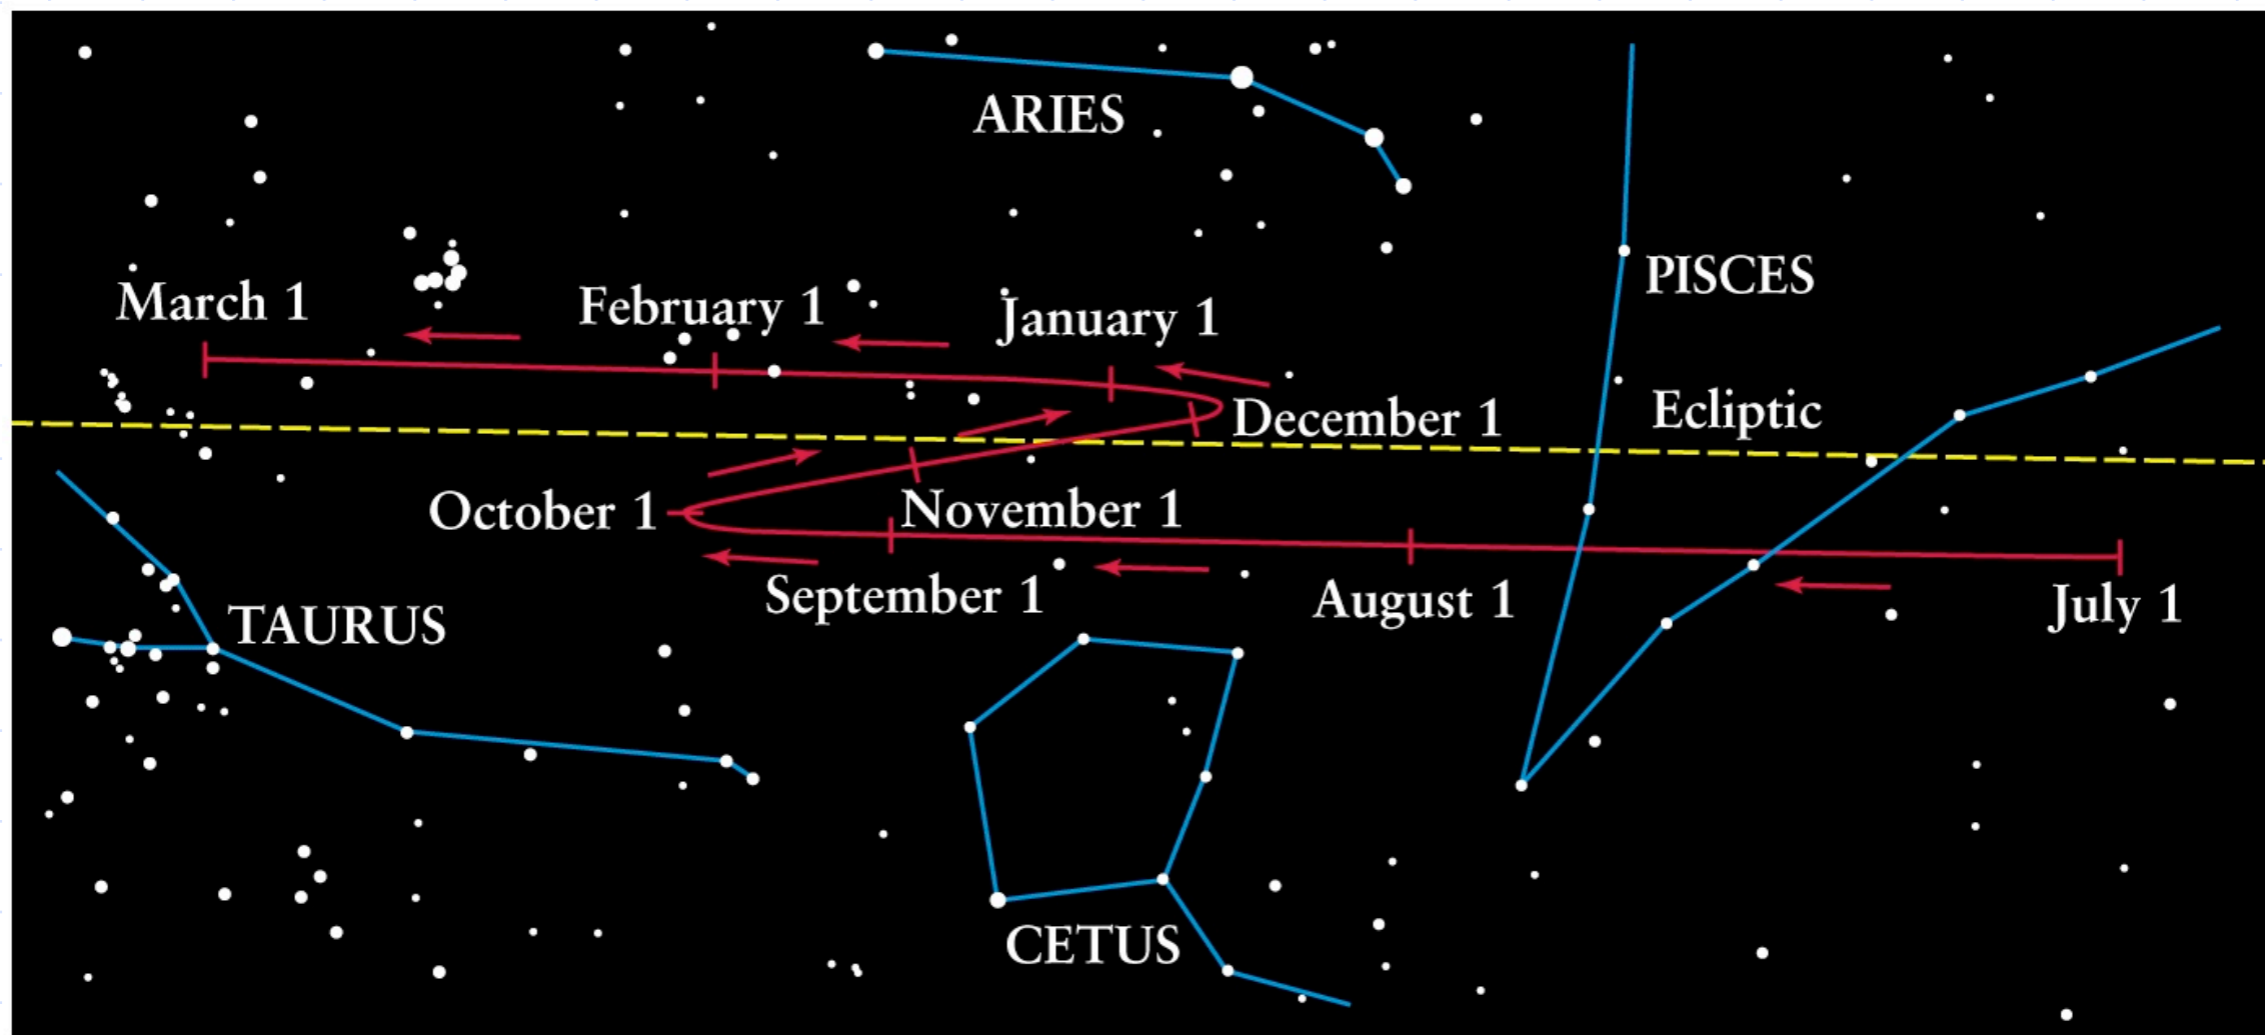 ARIES
PISCES
March 1
February 1
January 1
Ecliptic
December 1
October 1
November 1
September 1
August 1
July 1
TAURUS
CETUS